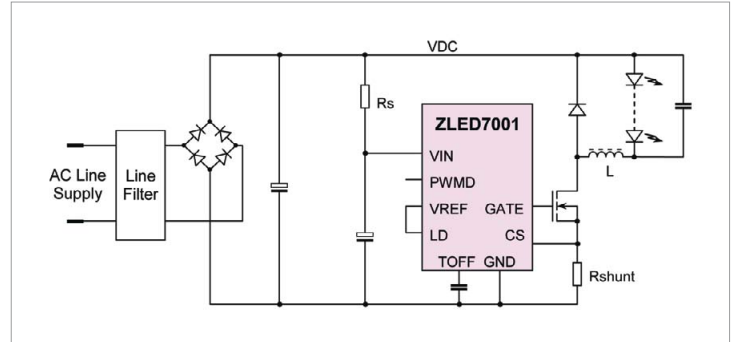 VDC
Rs
ZLED7001
AC Line
Supply
Line
Filter
VIN
PWMD
VREF
GATE
LD
CS
TOFF
GND
L
Rshunt